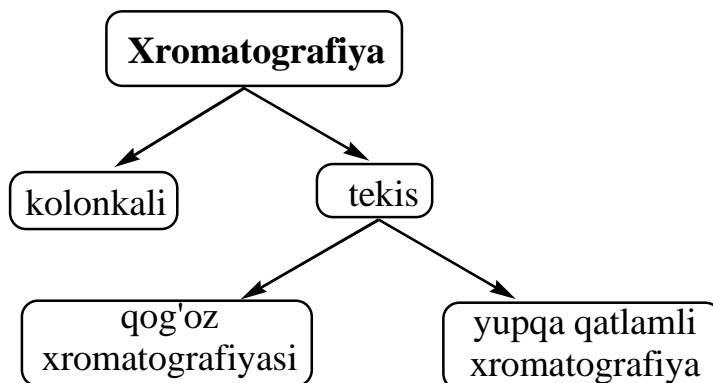 Xromatografiya
kolonkali
tekis
qog'oz
xromatografiyasi
yupqa qatlamli
xromatografiya